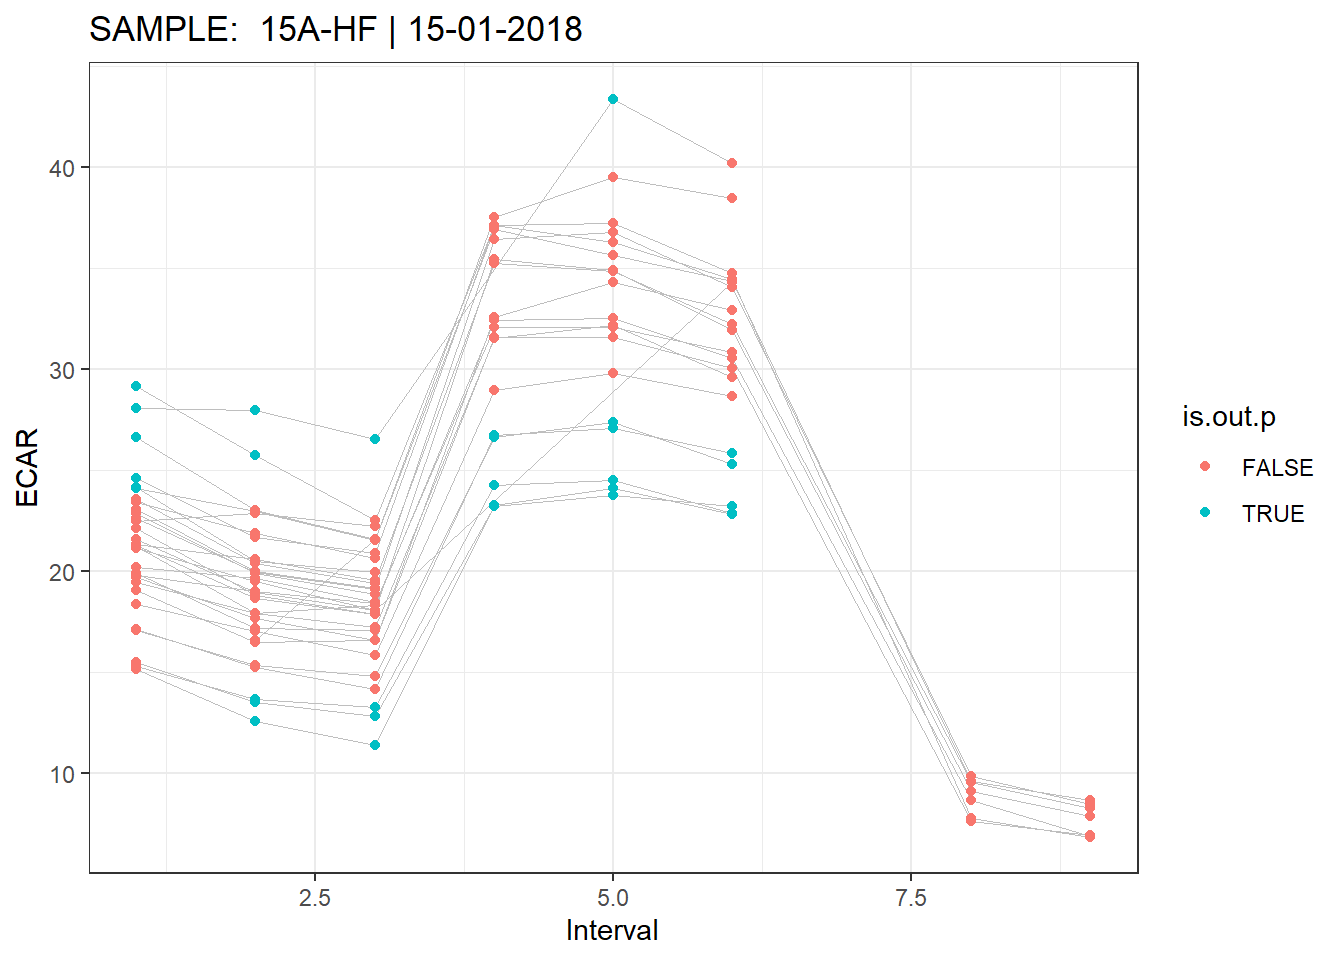 SAMPLE:  15A-HF | 15-01-2018
ECAR
40
30
20
10
2.5
5.0
7.5
Interval
is.out.p
FALSE
TRUE